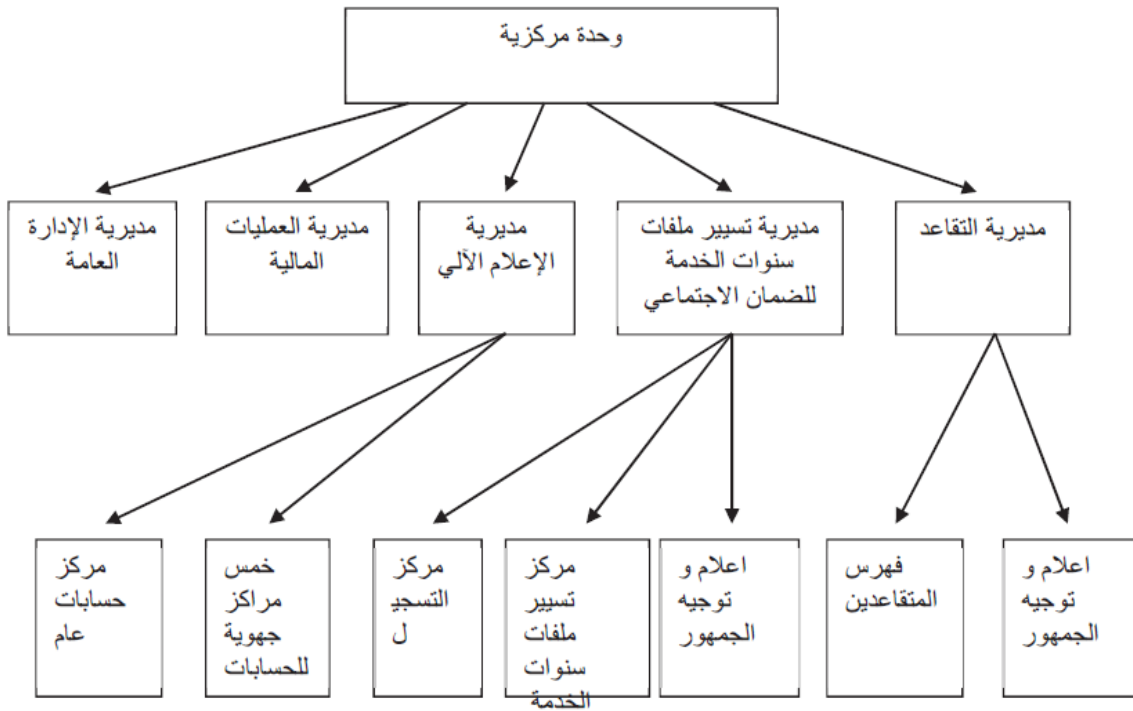 وحدة مركزية
مديرية التقاعد
مديرية تسيير ملفات
سنوات الخدمة
للضمان الاجتماعي
مديرية
الإعلام الآلي
مديرية العمليات
المالية
مديرية الإدارة
العامة
اعلام و
توجيه
الجمهور
فهرس
المتقاعدين
اعلام و
توجيه
الجمهور
مركز
تسيير
ملفات
سنوات
الخدمة
مركز
التسجي
ل
خمس
مراكز
جهوية
للحسابات
مركز
حسابات
عام